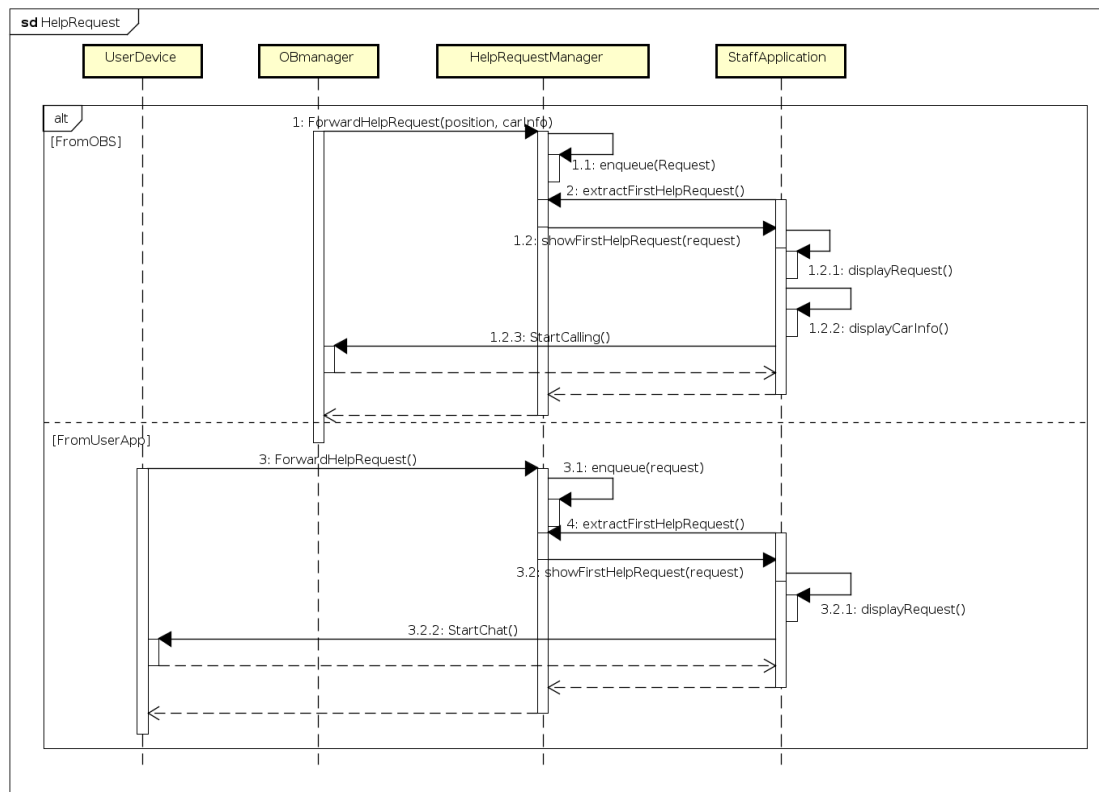 sd HelpRequest
UserDevice
OBmanager
HelpRequestManager
StaffApplication
alt
[FromOBS]
1: ForwardHelpRequest(position, carInfo)
1.1: enqueue(Request)
2: extractFirstHelpRequest()
1.2: showFirstHelpRequest(request)
1.2.1: displayRequest()
1.2.2: displayCarInfo()
1.2.3: StartCalling()
[FromUserApp]
3: ForwardHelpRequest()
3.1: enqueue(request)
4: extractFirstHelpRequest()
3.2: showFirstHelpRequest(request)
3.2.1: displayRequest()
3.2.2: StartChat()